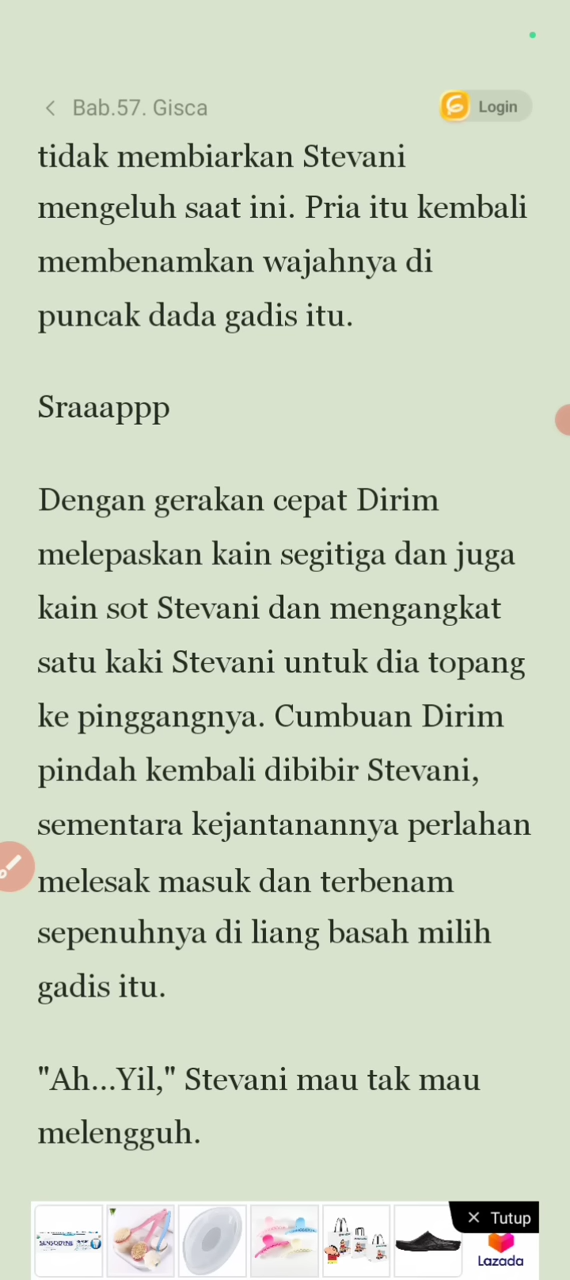 Bab.57. Gisca
Login
tidak membiarkan Stevani
mengeluh saat ini. Pria itu kembali
membenamkan wajahnya di
puncak dada gadis itu.
Sraaappp
Dengan gerakan cepat Dirim
melepaskan kain segitiga dan juga
kain sot Stevani dan mengangkat
satu kaki Stevani untuk dia topang
ke pinggangnya. Cumbuan Dirim
pindah kembali dibibir Stevani,
sementara kejantanannya perlahan
melesak masuk dan terbenam
sepenuhnya di liang basah milih
gadis itu.
"Ah...Yil," Stevani mau tak mau
melengguh.
× Tutup
SENSODYNE
Lazada